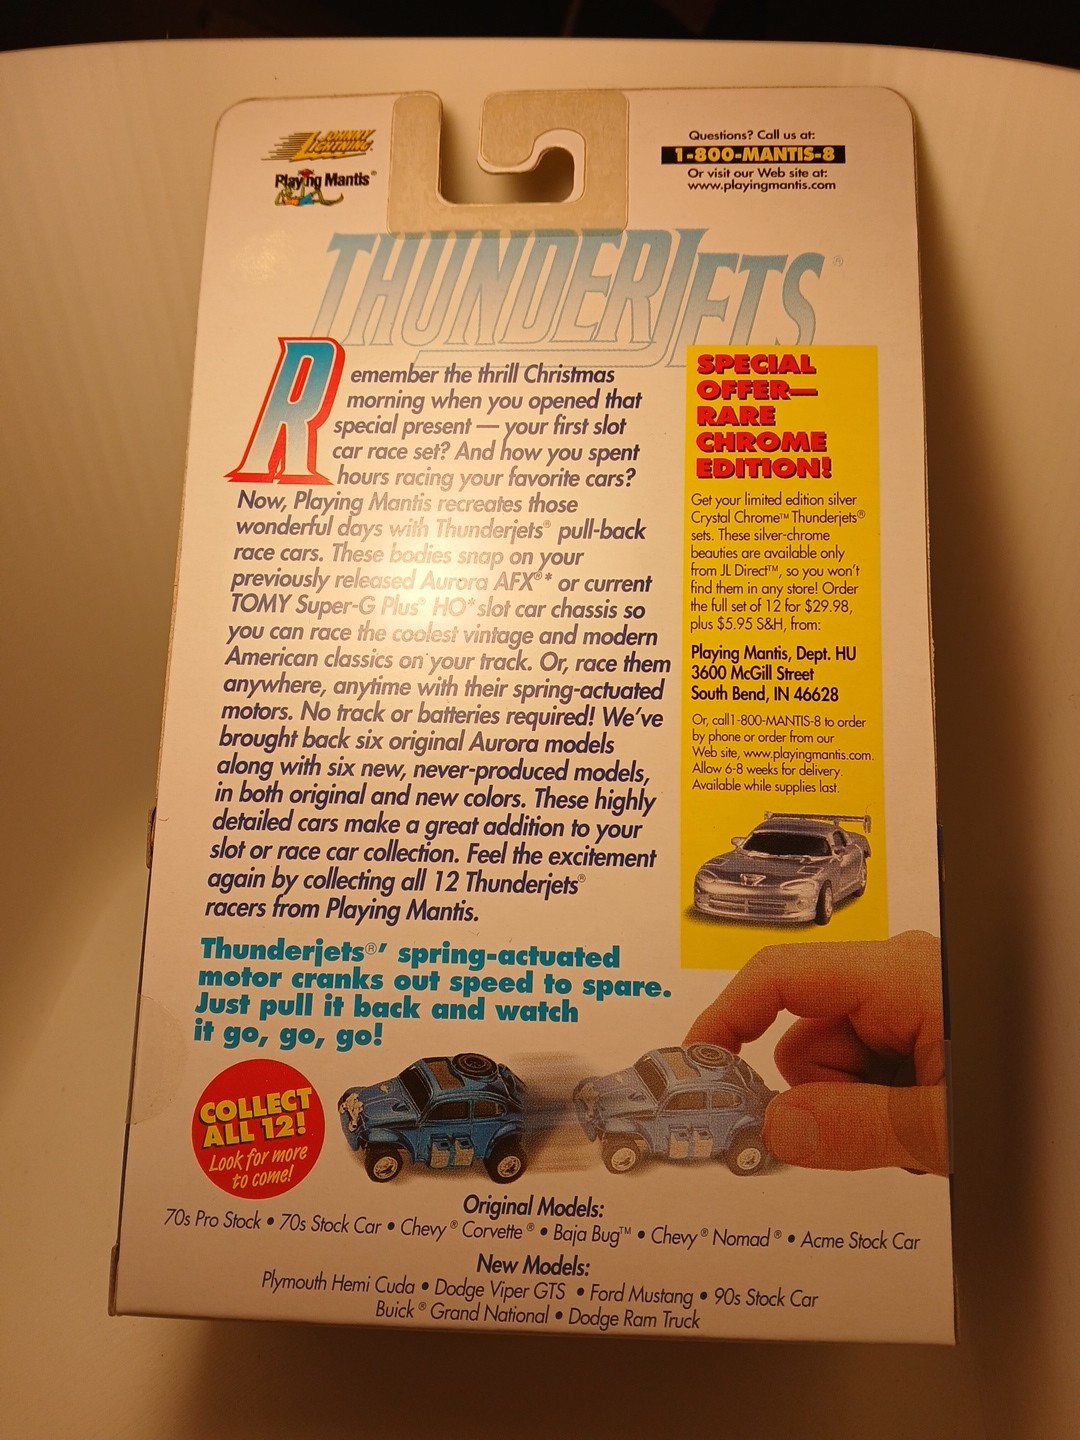 JOHNNY
LIGHTNING
Playing Mantis®
Questions? Call us at:
1-800-MANTIS-8
Or visit our Web site at:
www.playingmantis.com
THUNDERJETS®
Remember the thrill Christmas
morning when you opened that
special present — your first slot
car race set? And how you spent
hours racing your favorite cars?
Now, Playing Mantis recreates those
wonderful days with Thunderjets® pull-back
race cars. These bodies snap on your
previously released Aurora AFX®* or current
TOMY Super-G Plus® HO* slot car chassis so
you can race the coolest vintage and modern
American classics on your track. Or, race them
anywhere, anytime with their spring-actuated
motors. No track or batteries required! We've
brought back six original Aurora models
along with six new, never-produced models,
in both original and new colors. These highly
detailed cars make a great addition to your
slot or race car collection. Feel the excitement
again by collecting all 12 Thunderjets®
racers from Playing Mantis.
SPECIAL
OFFER—
RARE
CHROME
EDITION!
Get your limited edition silver
Crystal Chrome™ Thunderjets®
sets. These silver-chrome
beauties are available only
from JL Direct™, so you won't
find them in any store! Order
the full set of 12 for $29.98,
plus $5.95 S&H, from:
Playing Mantis, Dept. HU
3600 McGill Street
South Bend, IN 46628
Or, call1-800-MANTIS-8 to order
by phone or order from our
Web site, www.playingmantis.com.
Allow 6-8 weeks for delivery.
Available while supplies last.
Thunderjets®' spring-actuated
motor cranks out speed to spare.
Just pull it back and watch
it go, go, go!
COLLECT
ALL 12!
Look for more
to come!
Original Models:
70s Pro Stock • 70s Stock Car • Chevy® Corvette® • Baja Bug™ • Chevy® Nomad® • Acme Stock Car
New Models:
Plymouth Hemi Cuda • Dodge Viper GTS • Ford Mustang • 90s Stock Car
Buick® Grand National • Dodge Ram Truck